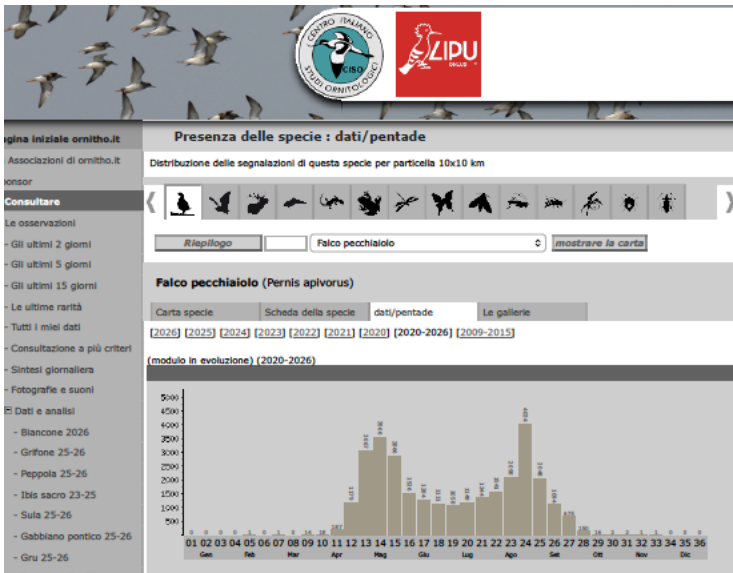 CENTRO ITALIANO
STUDI ORNITOLOGICI
CISO
LIPU
ONLUS
agina iniziale ornitho.it
Presenza delle specie : dati/pentade
Associazioni di ornitho.it
Distribuzione delle segnalazioni di questa specie per particella 10x10 km
onsor
Consultare
Le osservazioni
- Gli ultimi 2 giorni
Riepilogo
Falco pecchiaiolo
mostrare la carta
- Gli ultimi 5 giorni
- Gli ultimi 15 giorni
Falco pecchiaiolo (Pernis apivorus)
- Le ultime rarità
Carta specie
Scheda della specie
dati/pentade
Le gallerie
- Tutti i miei dati
[2026] [2025] [2024] [2023] [2022] [2021] [2020] [2020-2026] [2009-2015]
- Consultazione a più criteri
- Sintesi giornaliera
(modulo in evoluzione) (2020-2026)
- Fotografie e suoni
Dati e analisi
- Biancone 2026
- Grifone 25-26
- Peppola 25-26
- Ibis sacro 23-25
- Sula 25-26
- Gabbiano pontico 25-26
- Gru 25-26
5000
4500
4000
3500
3000
2500
2000
1500
1000
500
01 02 03 04 05 06 07 08 09 10 11 12 13 14 15 16 17 18 19 20 21 22 23 24 25 26 27 28 29 30 31 32 33 34 35 36
Gen Feb Mar Apr Mag Giu Lug Ago Set Ott Nov Dic